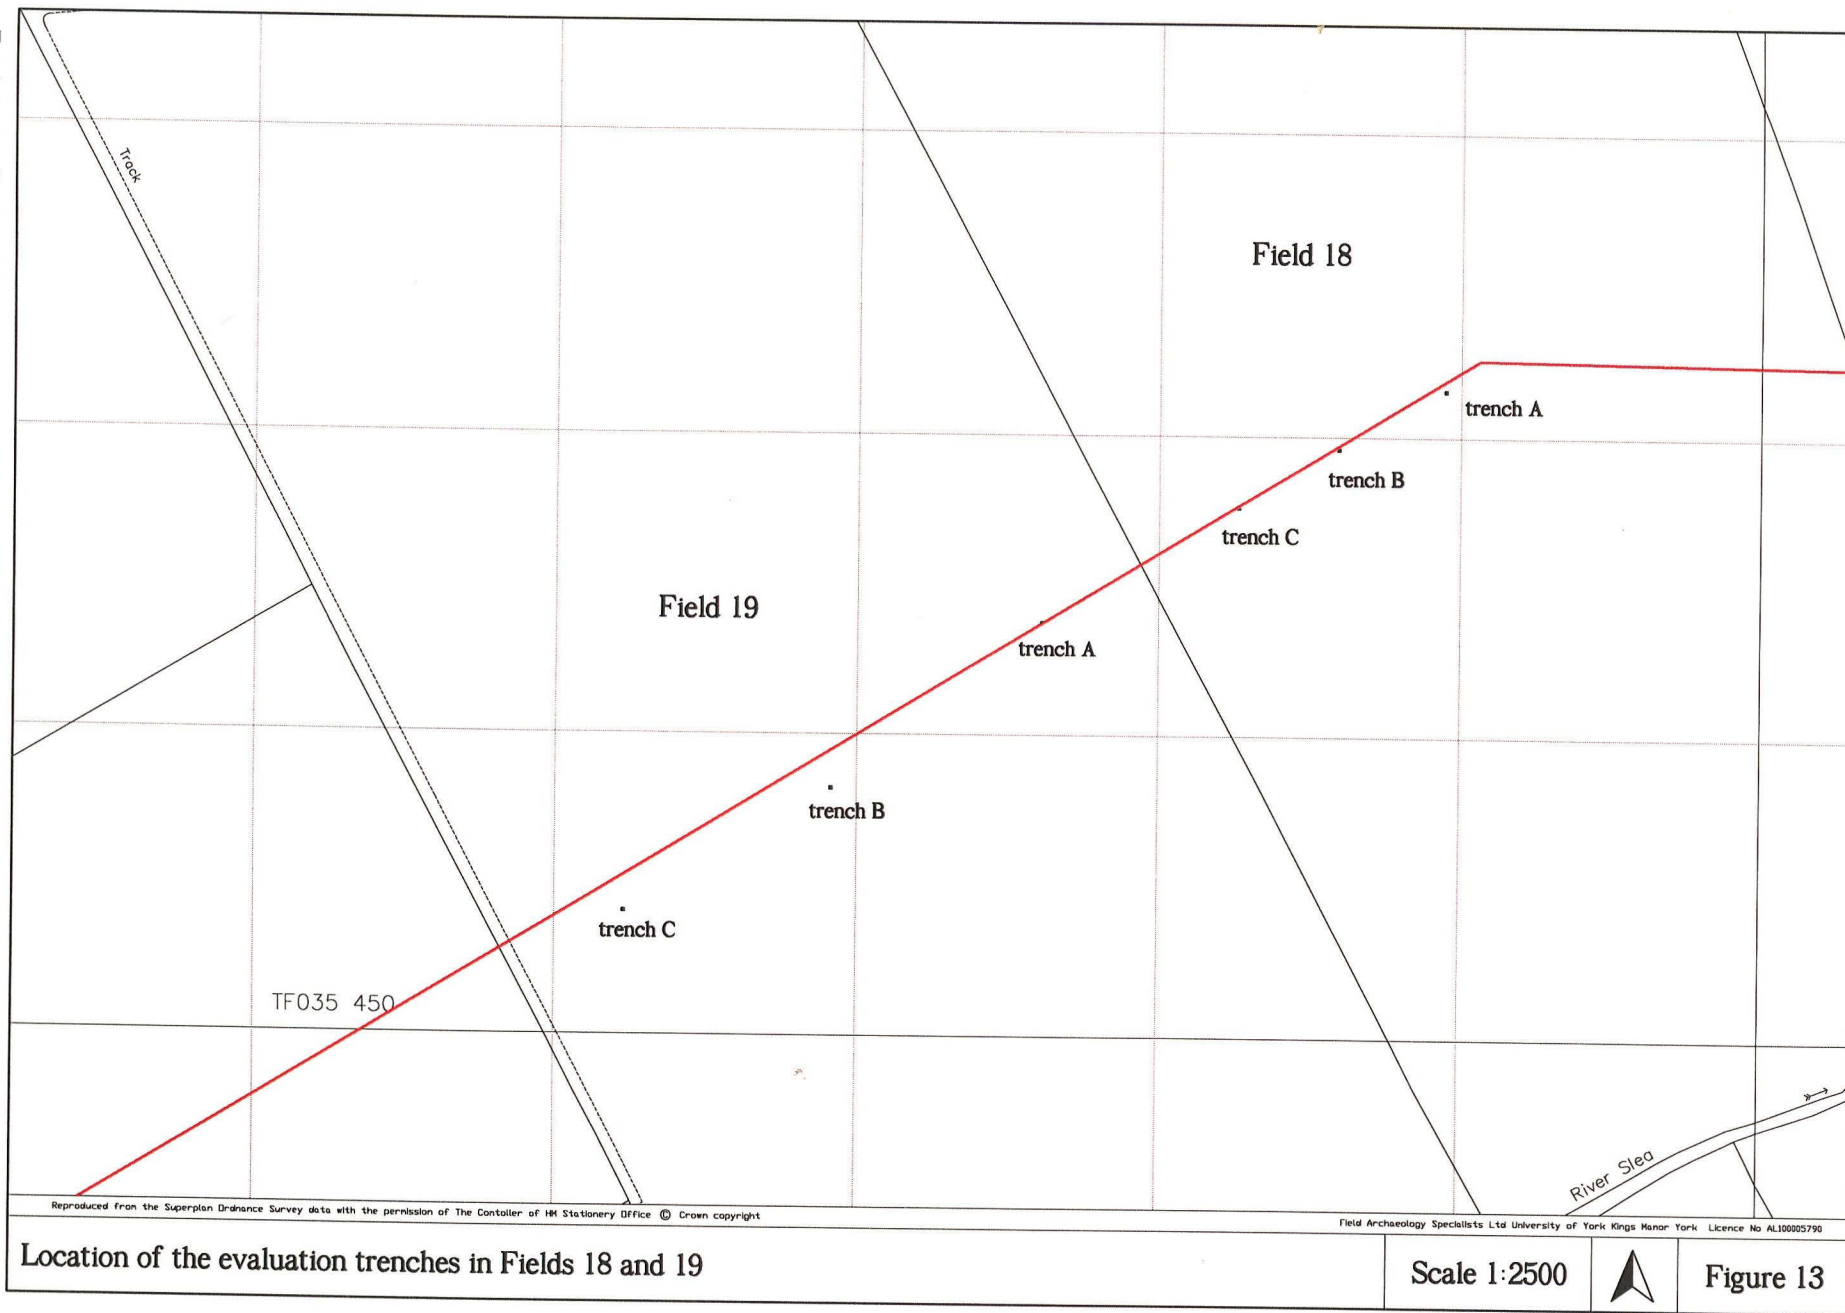 Track
Field 18
trench A
trench B
trench C
Field 19
trench A
trench B
trench C
TF035 450
River Slea
Reproduced from the Superplan Ordnance Survey data with the permission of The Contoller of HM Stationery Office © Crown copyright
Field Archaeology Specialists Ltd University of York Kings Manor York Licence No AL100005790
Location of the evaluation trenches in Fields 18 and 19
Scale 1:2500
Figure 13